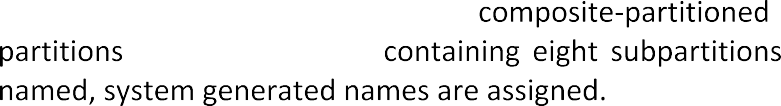 composite-partitioned
partitions containing eight subpartitions
named, system generated names are assigned.